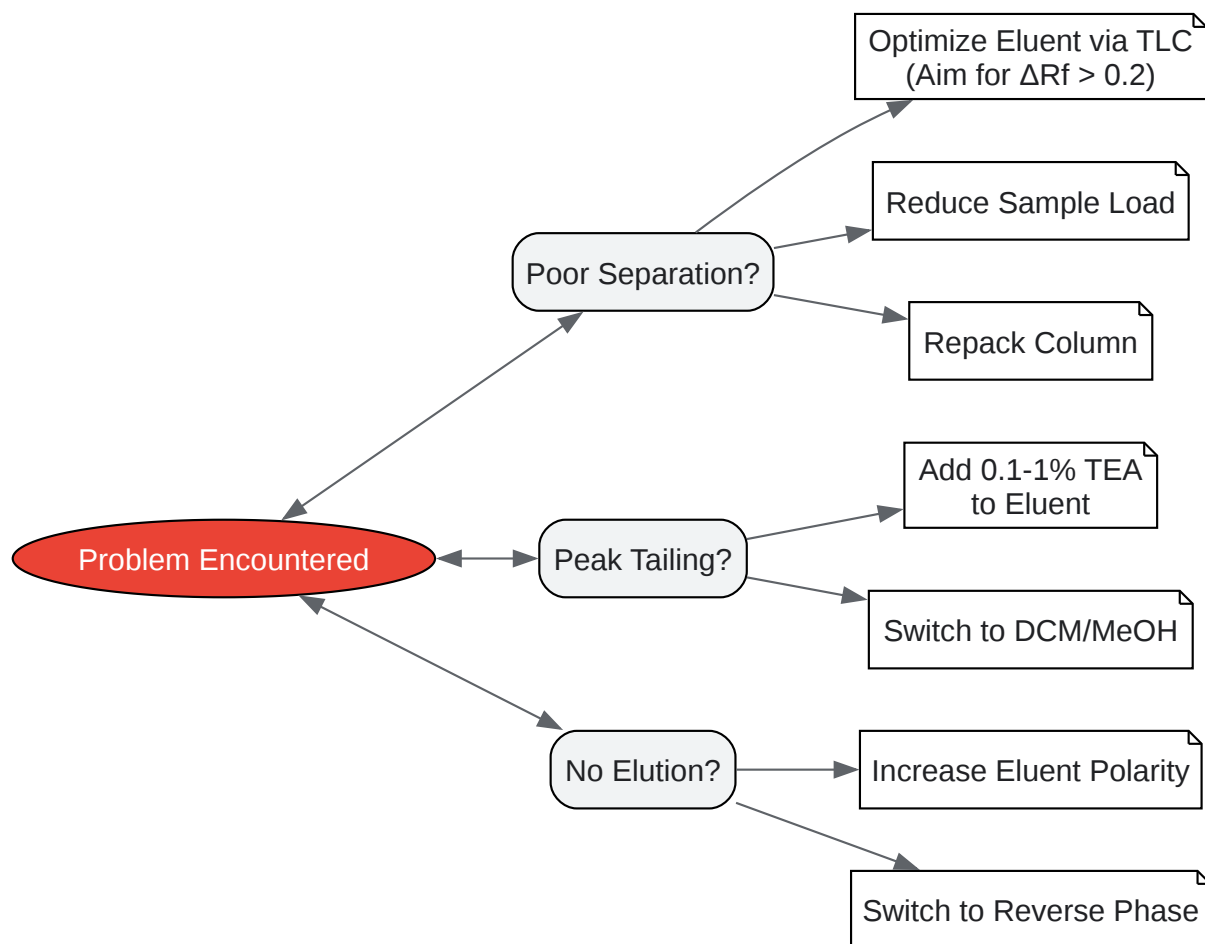 Optimize Eluent via TLC
(Aim for ΔRf > 0.2)
Reduce Sample Load
Poor Separation?
Repack Column
Add 0.1-1% TEA
to Eluent
Problem Encountered
Peak Tailing?
Switch to DCM/MeOH
No Elution?
Increase Eluent Polarity
Switch to Reverse Phase